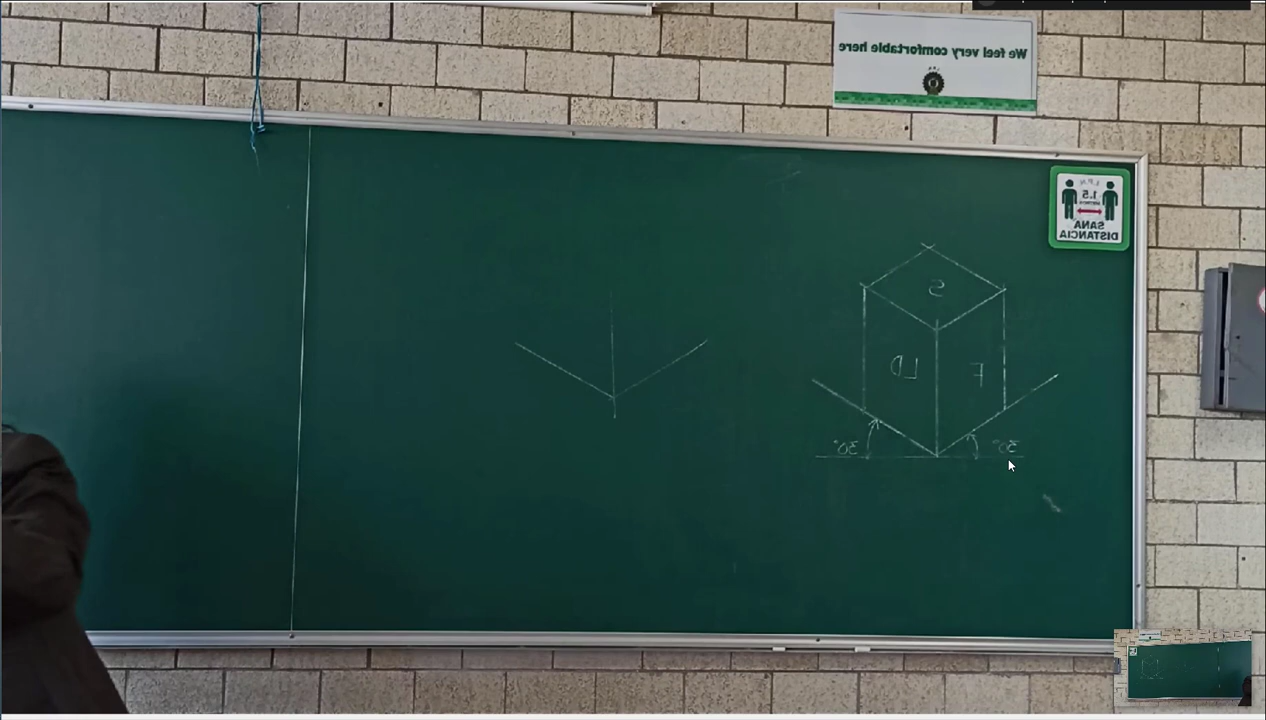 We feel very comfortable here
1.5
SANA
DISTANCIA
S
LD
F
30°
30°